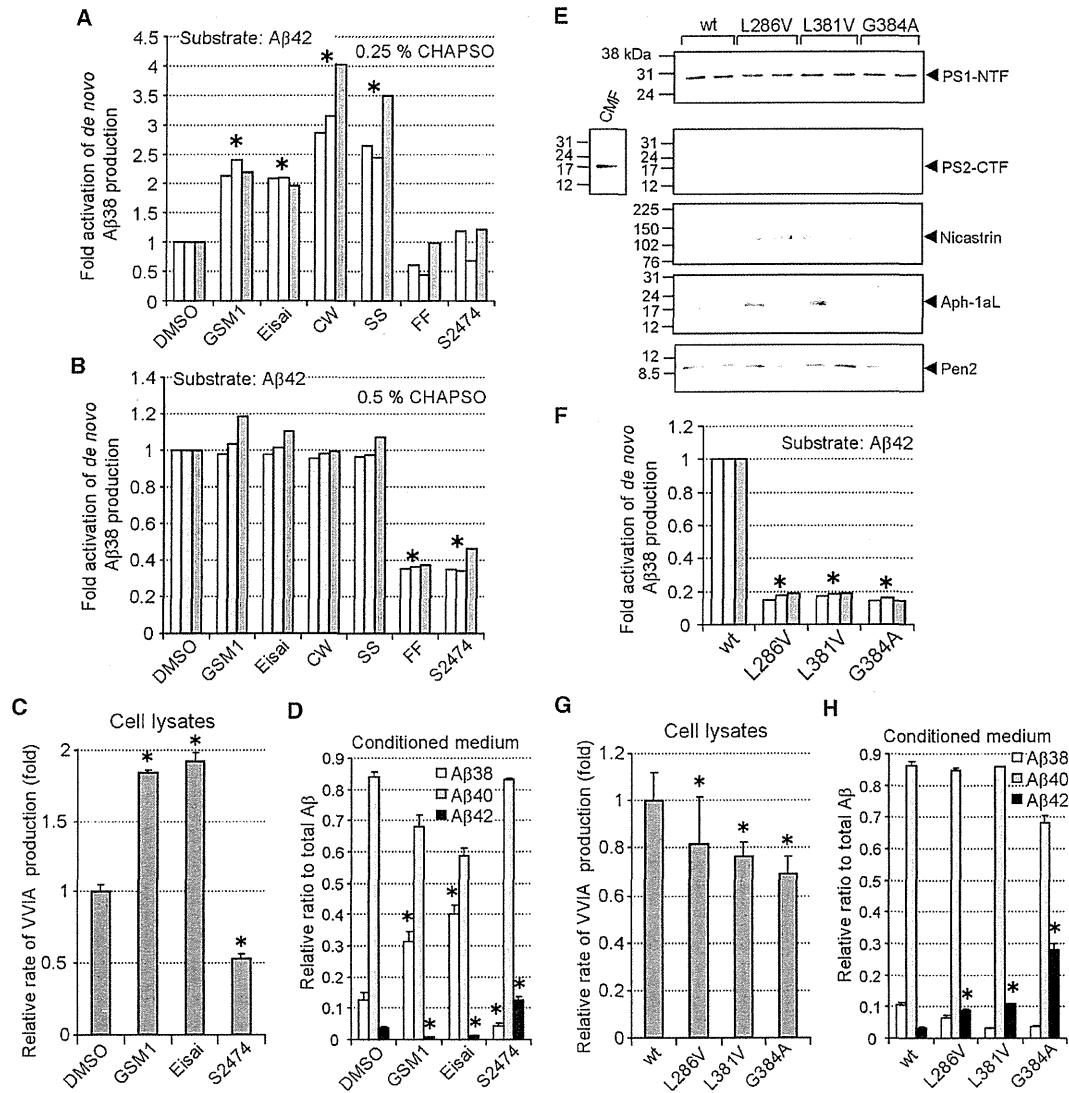 A
Substrate: Aβ42
0.25 % CHAPSO
Fold activation of de novo
Aβ38 production
4.5
4
3.5
3
2.5
2
1.5
1
0.5
0
*
*
*
*
DMSO
GSM1
Eisai
CW
SS
FF
S2474
B
Substrate: Aβ42
0.5 % CHAPSO
Fold activation of de novo
Aβ38 production
1.4
1.2
1
0.8
0.6
0.4
0.2
0
*
*
DMSO
GSM1
Eisai
CW
SS
FF
S2474
C
Cell lysates
Relative rate of VVIA production (fold)
2
1.5
1
0.5
0
*
*
*
DMSO
GSM1
Eisai
S2474
D
Conditioned medium
Relative ratio to total Aβ
0.9
0.8
0.7
0.6
0.5
0.4
0.3
0.2
0.1
0
Aβ38
Aβ40
Aβ42
*
*
*
*
*
*
DMSO
GSM1
Eisai
S2474
E
wt
L286V
L381V
G384A
38 kDa
31
24
PS1-NTF
CMF
31
24
17
12
31
24
17
12
PS2-CTF
225
150
102
76
Nicastrin
31
24
17
12
Aph-1aL
12
8.5
Pen2
F
Substrate: Aβ42
Fold activation of de novo
Aβ38 production
1.2
1
0.8
0.6
0.4
0.2
0
*
*
*
wt
L286V
L381V
G384A
G
Cell lysates
Relative rate of VVIA production (fold)
1.2
1
0.8
0.6
0.4
0.2
0
*
*
*
wt
L286V
L381V
G384A
H
Conditioned medium
Relative ratio to total Aβ
0.9
0.8
0.7
0.6
0.5
0.4
0.3
0.2
0.1
0
Aβ38
Aβ40
Aβ42
*
*
*
wt
L286V
L381V
G384A